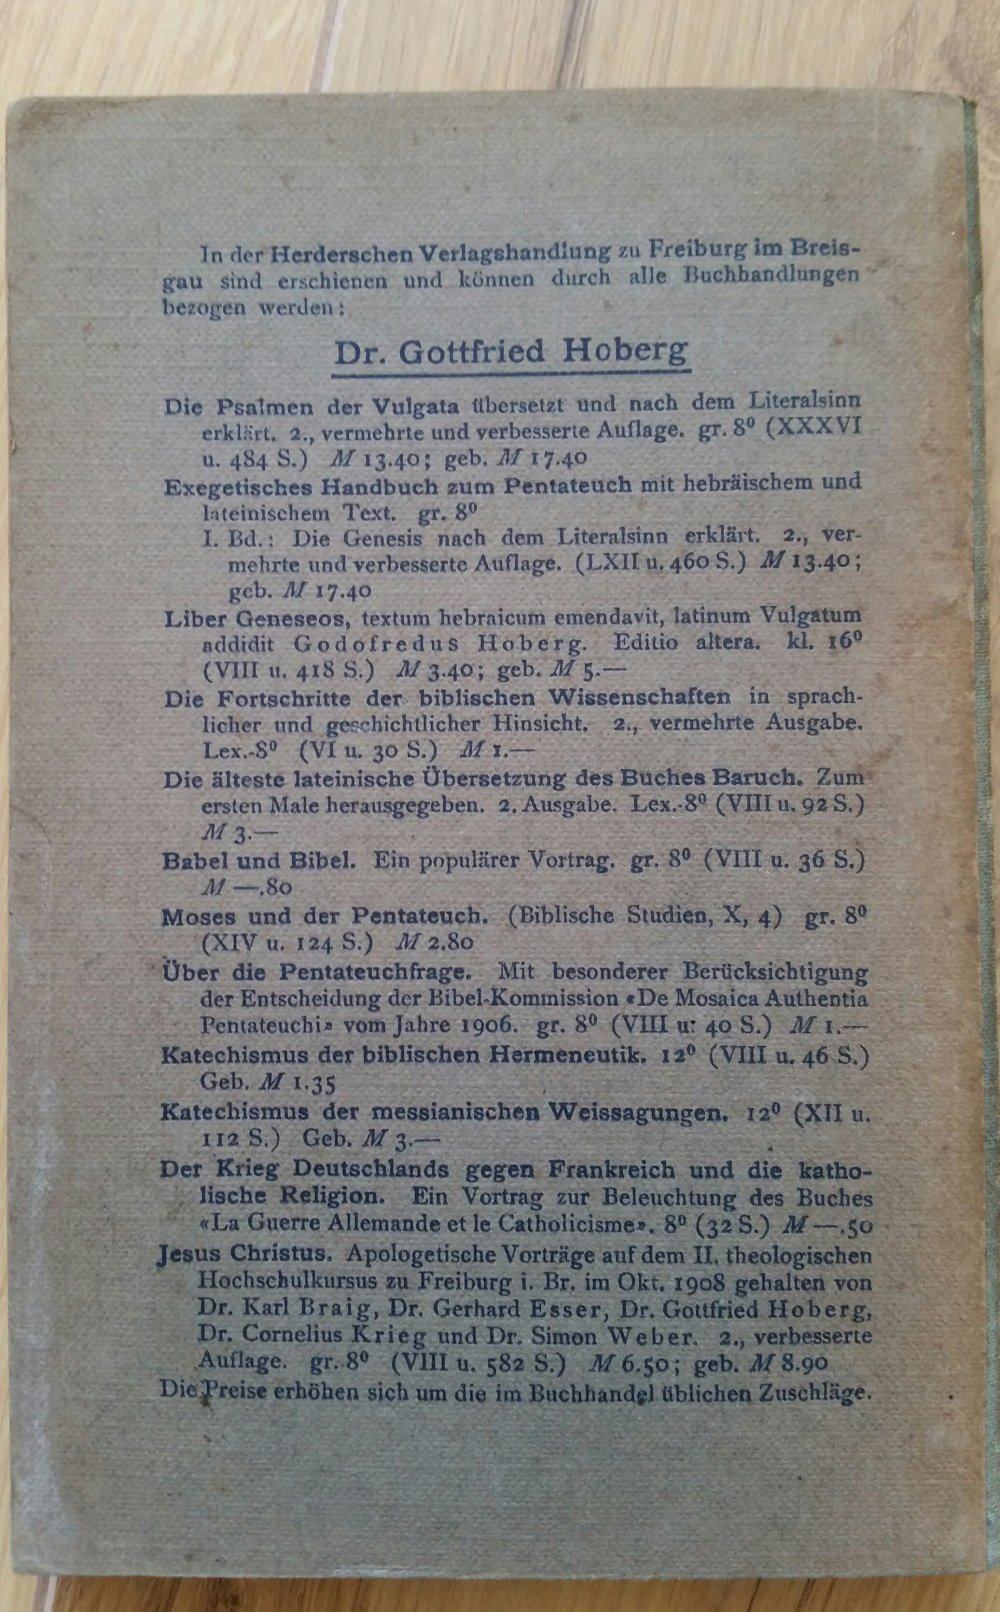 In der Herderschen Verlagshandlung zu Freiburg im Breis-
gau sind erschienen und können durch alle Buchhandlungen
bezogen werden:
Dr. Gottfried Hoberg
Die Psalmen der Vulgata übersetzt und nach dem Literalsinn
erklärt. 2., vermehrte und verbesserte Auflage. gr. 8⁰ (XXXVI
u. 484 S.) M 13.40; geb. M 17.40
Exegetisches Handbuch zum Pentateuch mit hebräischem und
lateinischem Text. gr. 8⁰
I. Bd.: Die Genesis nach dem Literalsinn erklärt. 2., ver-
mehrte und verbesserte Auflage. (LXII u. 460 S.) M 13.40;
geb. M 17.40
Liber Geneseos, textum hebraicum emendavit, latinum Vulgatum
addidit Godofredus Hoberg. Editio altera. kl. 16⁰
(VIII u. 418 S.) M 3.40; geb. M 5.—
Die Fortschritte der biblischen Wissenschaften in sprach-
licher und geschichtlicher Hinsicht. 2., vermehrte Ausgabe.
Lex.-8⁰ (VI u. 30 S.) M 1.—
Die älteste lateinische Übersetzung des Buches Baruch. Zum
ersten Male herausgegeben. 2. Ausgabe. Lex.-8⁰ (VIII u. 92 S.)
M 3.—
Babel und Bibel. Ein populärer Vortrag. gr. 8⁰ (VIII u. 36 S.)
M —.80
Moses und der Pentateuch. (Biblische Studien, X, 4) gr. 8⁰
(XIV u. 124 S.) M 2.80
Über die Pentateuchfrage. Mit besonderer Berücksichtigung
der Entscheidung der Bibel-Kommission «De Mosaica Authentia
Pentateuchi» vom Jahre 1906. gr. 8⁰ (VIII u. 40 S.) M 1.—
Katechismus der biblischen Hermeneutik. 12⁰ (VIII u. 46 S.)
Geb. M 1.35
Katechismus der messianischen Weissagungen. 12⁰ (XII u.
112 S.) Geb. M 3.—
Der Krieg Deutschlands gegen Frankreich und die katho-
lische Religion. Ein Vortrag zur Beleuchtung des Buches
«La Guerre Allemande et le Catholicisme». 8⁰ (32 S.) M —.50
Jesus Christus. Apologetische Vorträge auf dem II. theologischen
Hochschulkursus zu Freiburg i. Br. im Okt. 1908 gehalten von
Dr. Karl Braig, Dr. Gerhard Esser, Dr. Gottfried Hoberg,
Dr. Cornelius Krieg und Dr. Simon Weber. 2., verbesserte
Auflage. gr. 8⁰ (VIII u. 582 S.) M 6.50; geb. M 8.90
Die Preise erhöhen sich um die im Buchhandel üblichen Zuschläge.